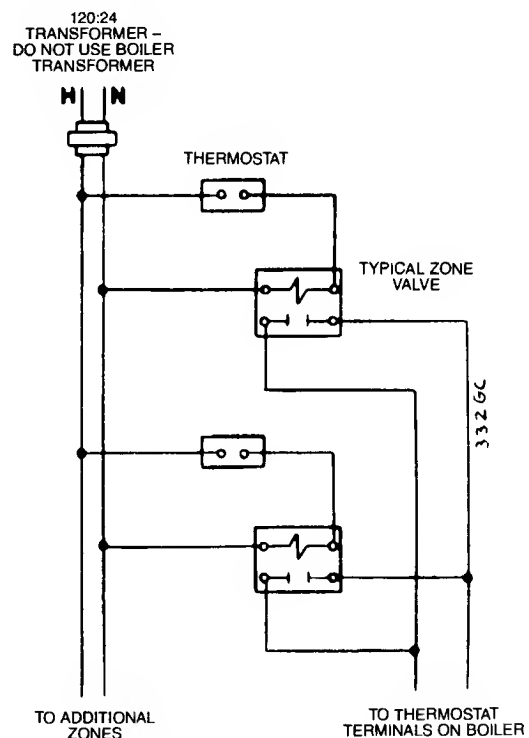 120:24
TRANSFORMER –
DO NOT USE BOILER
TRANSFORMER
H N
THERMOSTAT
TYPICAL ZONE
VALVE
332GC
TO ADDITIONAL
ZONES
TO THERMOSTAT
TERMINALS ON BOILER